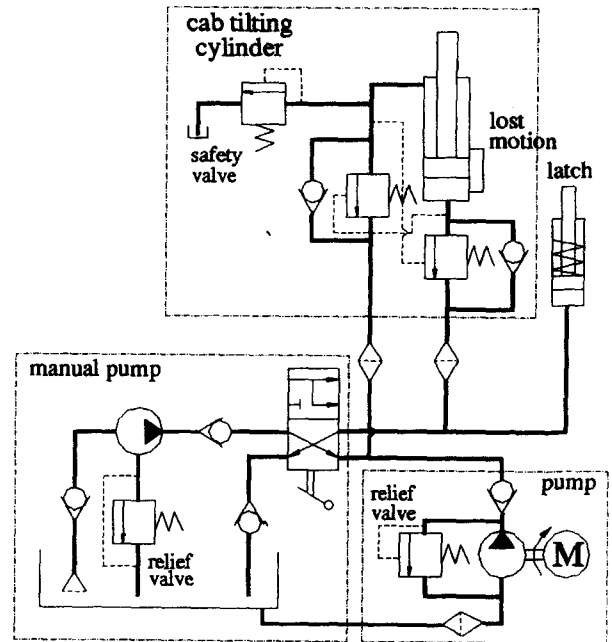 cab tilting
cylinder
safety
valve
lost
motion
latch
manual pump
relief
valve
pump
relief
valve
M